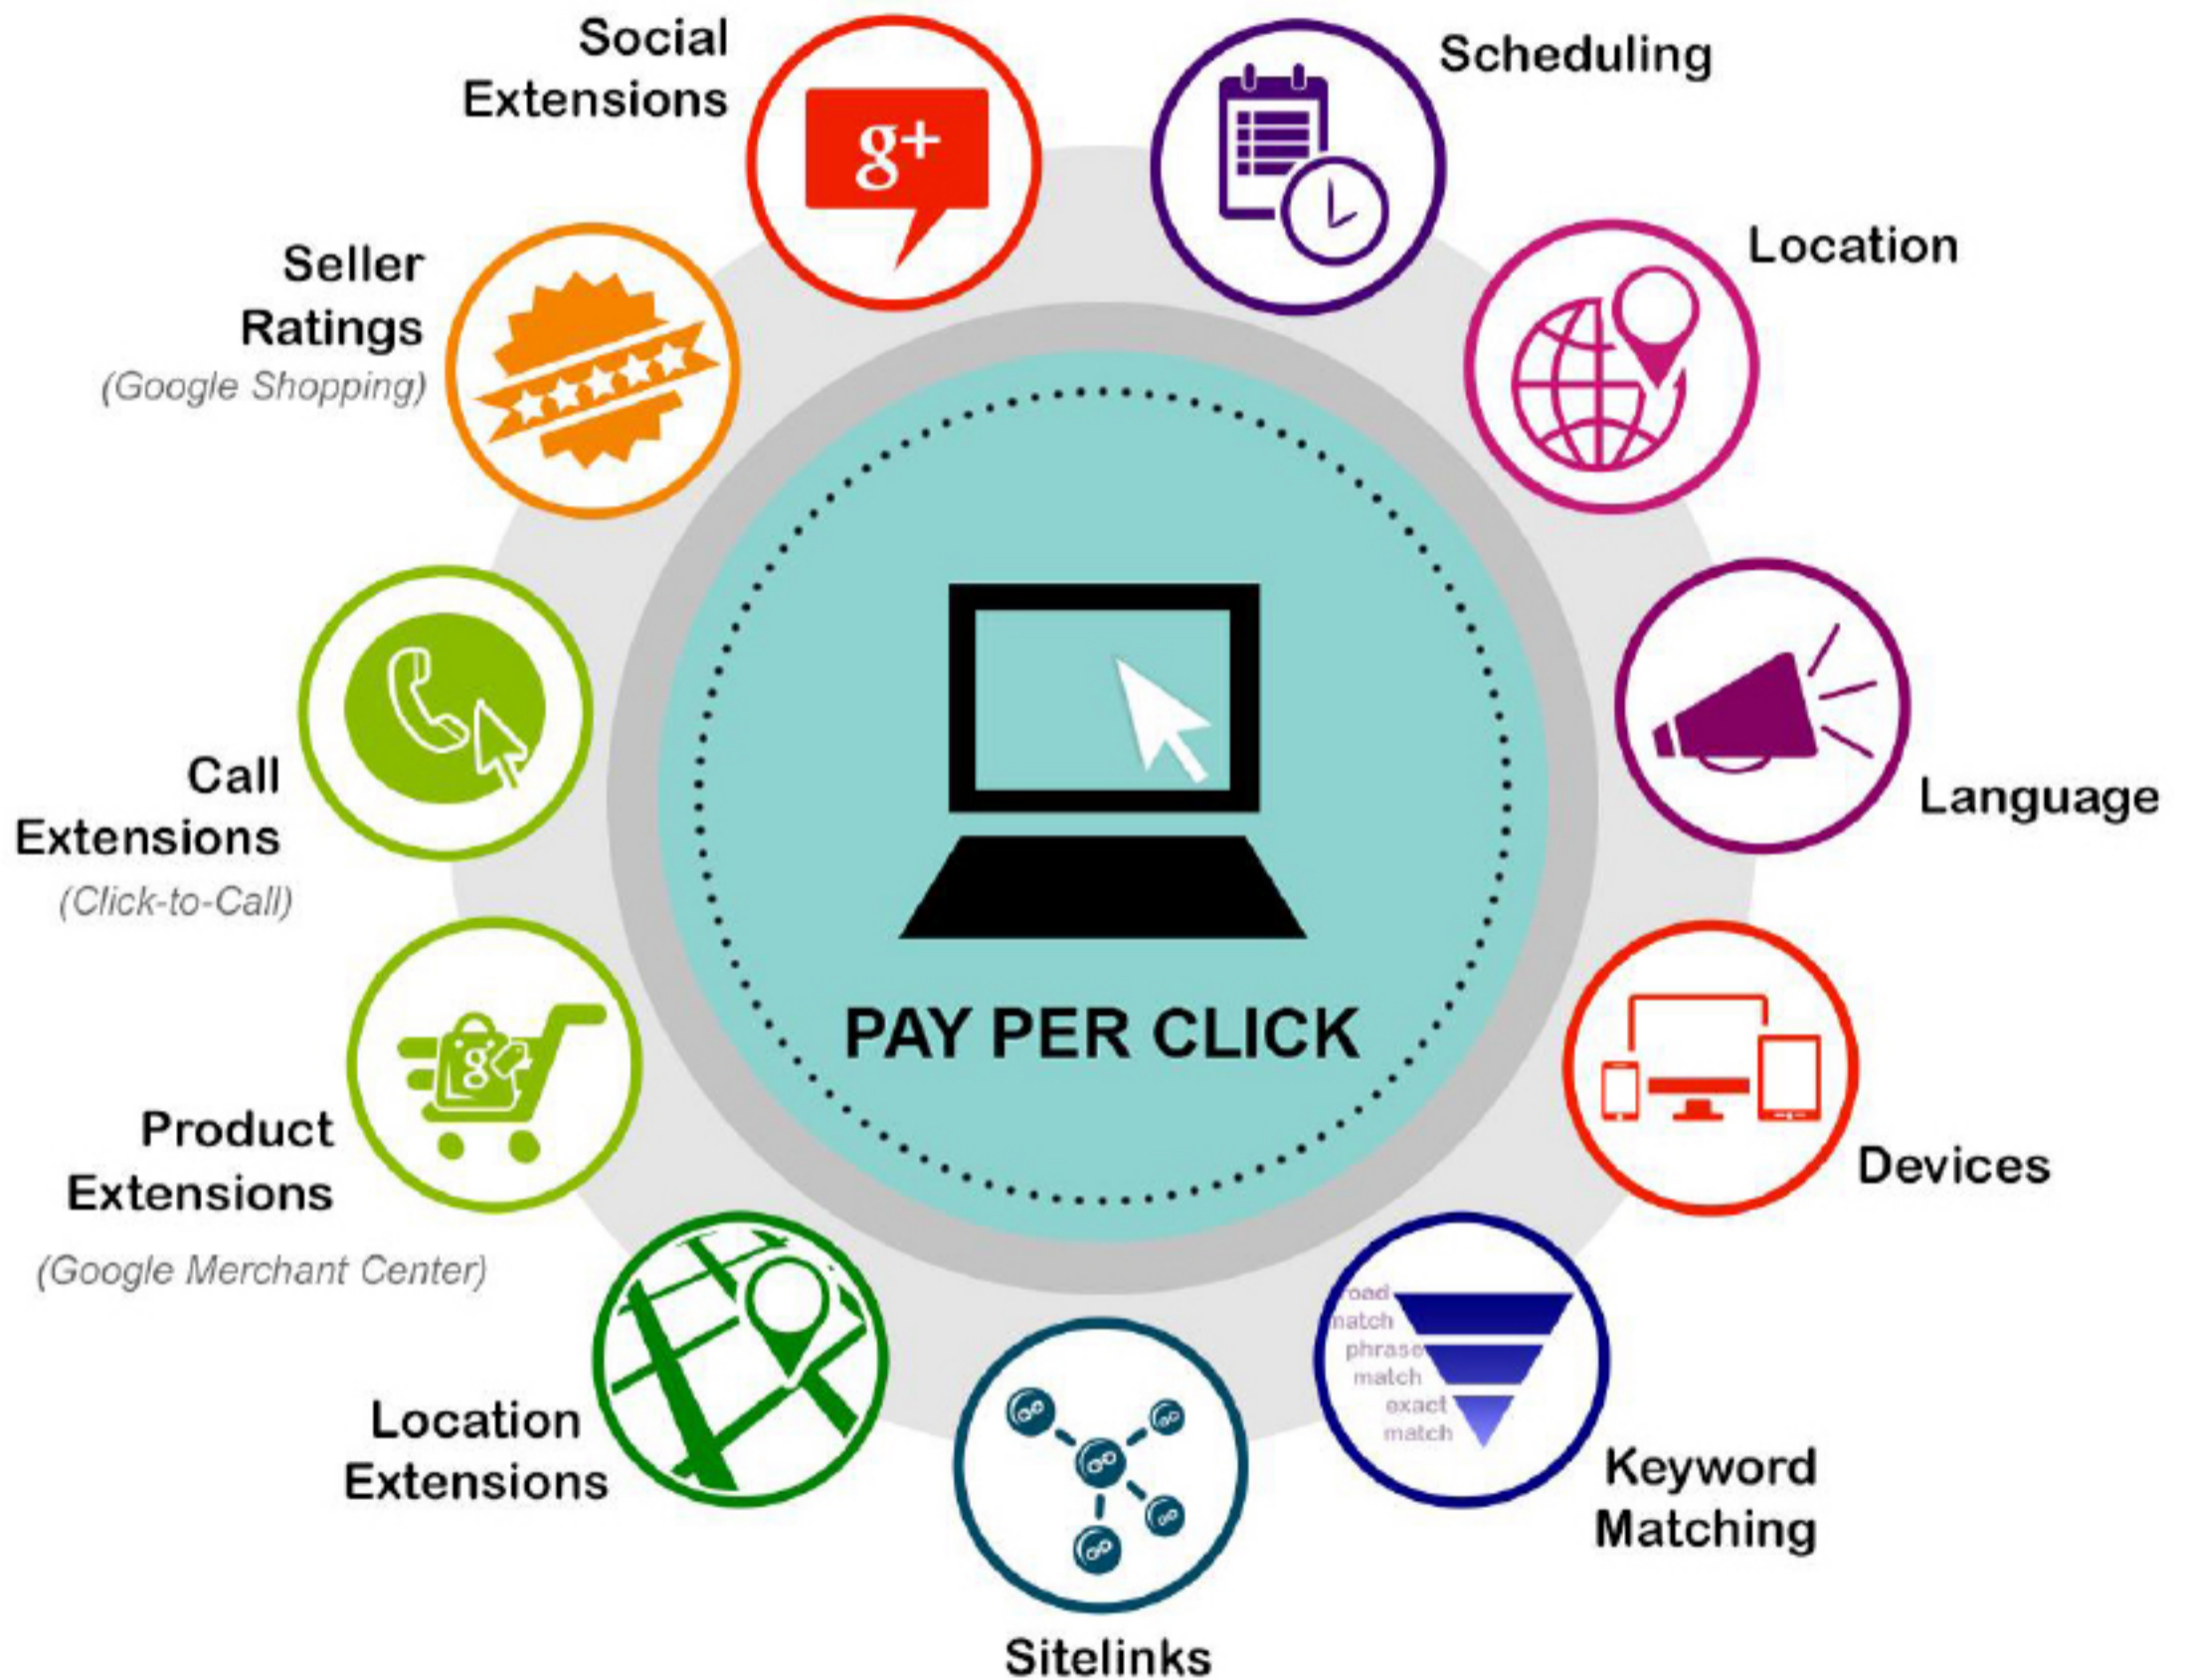 Social
Extensions
g+
Scheduling
Location
Seller
Ratings
(Google Shopping)
Call
Extensions
(Click-to-Call)
Language
PAY PER CLICK
g
Product
Extensions
(Google Merchant Center)
Devices
oad
match
phrase
match
exact
match
Location
Extensions
Keyword
Matching
Sitelinks